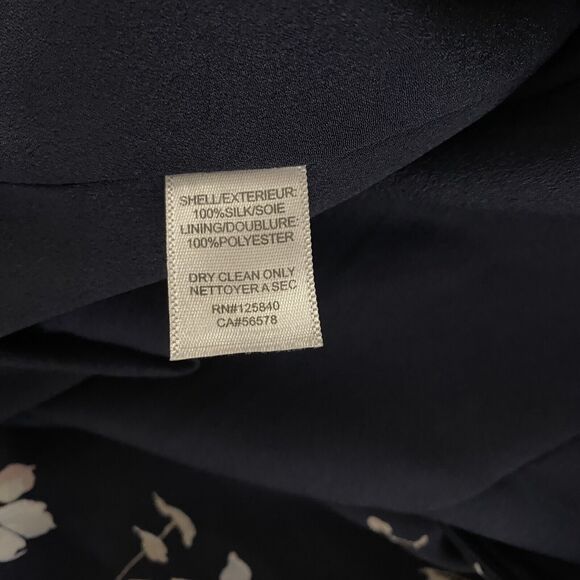 SHELL/EXTERIEUR:
100%SILK/SOIE
LINING/DOUBLURE:
100%POLYESTER
DRY CLEAN ONLY
NETTOYER A SEC
RN#125840
CA#56578